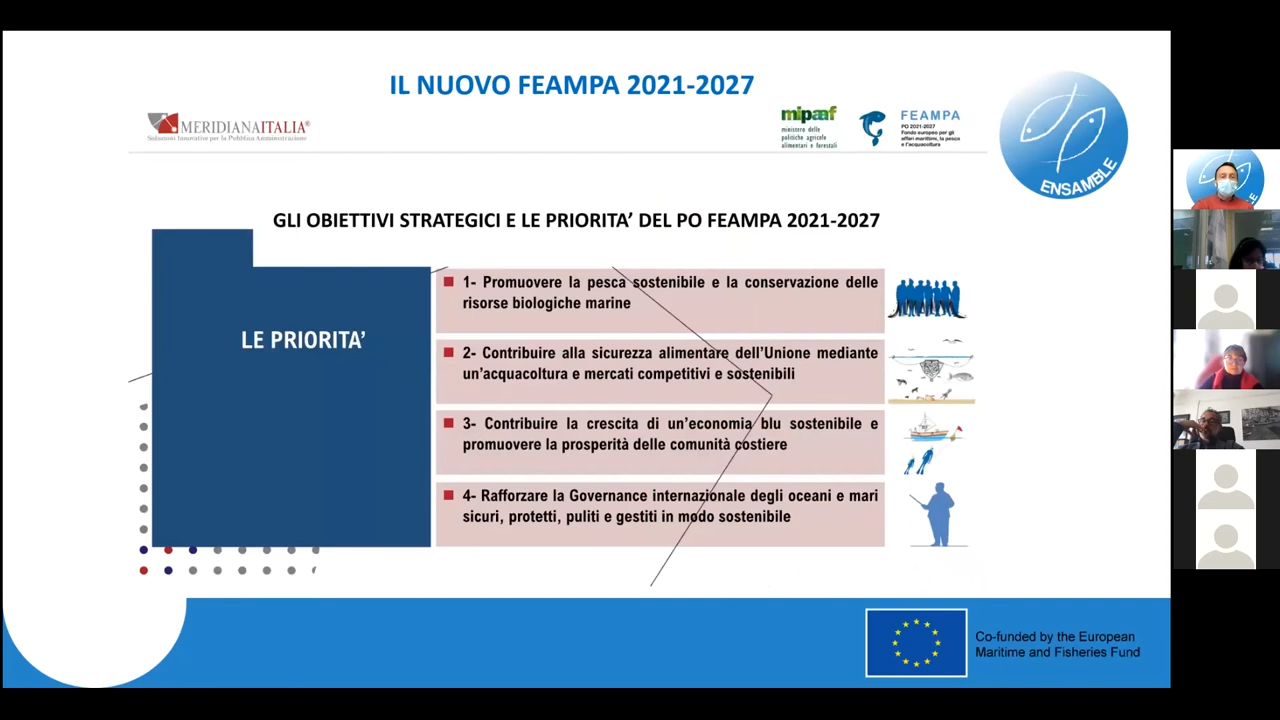 IL NUOVO FEAMPA 2021-2027
MERIDIANAITALIA®
Soluzioni Innovative per la Pubblica Amministrazione
mipaaf
ministero delle
politiche agricole
alimentari e forestali
FEAMPA
PO 2021-2027
Fondo europeo per gli
affari marittimi, la pesca
e l'acquacoltura
ENSAMBLE
GLI OBIETTIVI STRATEGICI E LE PRIORITA’ DEL PO FEAMPA 2021-2027
LE PRIORITA’
1- Promuovere la pesca sostenibile e la conservazione delle
risorse biologiche marine
2- Contribuire alla sicurezza alimentare dell’Unione mediante
un’acquacoltura e mercati competitivi e sostenibili
3- Contribuire la crescita di un’economia blu sostenibile e
promuovere la prosperità delle comunità costiere
4- Rafforzare la Governance internazionale degli oceani e mari
sicuri, protetti, puliti e gestiti in modo sostenibile
Co-funded by the European
Maritime and Fisheries Fund